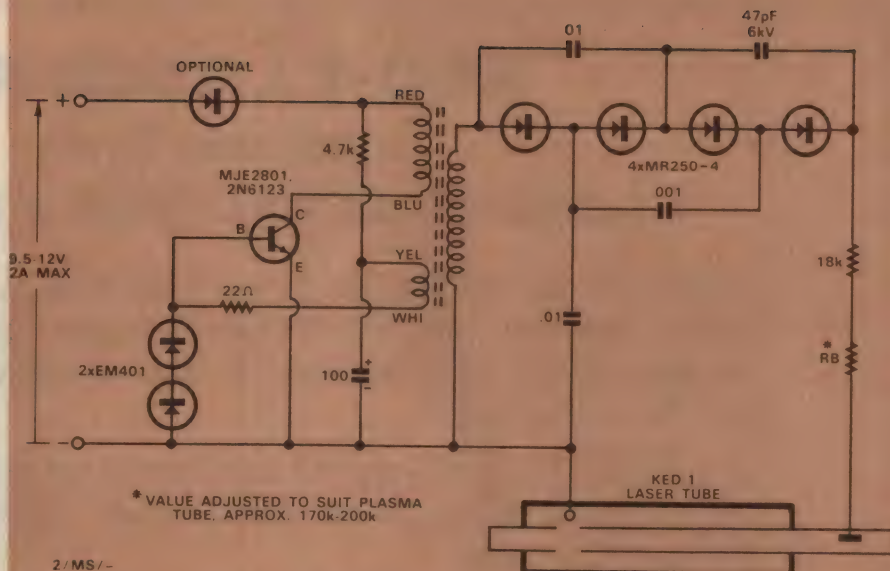 OPTIONAL
01
47pF
6kV
+
RED
4.7k
MJE2801,
2N6123
BLU
C
B
E
4xMR250-4
001
9.5-12V
2A MAX
YEL
22Ω
WHI
18k
.01
*
RB
2xEM401
100
+
-
-
* VALUE ADJUSTED TO SUIT PLASMA
TUBE, APPROX. 170k-200k
KED 1
LASER TUBE
2/MS/-